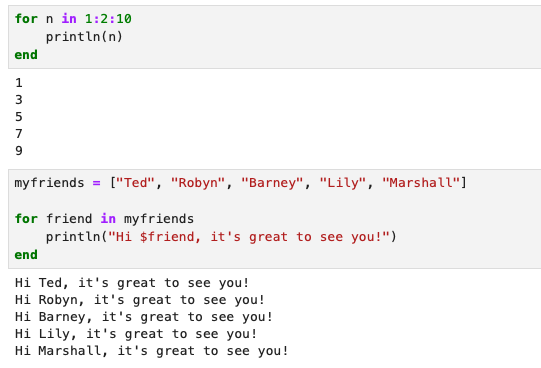 for n in 1:2:10
    println(n)
end
1
3
5
7
9
myfriends = ["Ted", "Robyn", "Barney", "Lily", "Marshall"]
for friend in myfriends
    println("Hi $friend, it's great to see you!")
end
Hi Ted, it's great to see you!
Hi Robyn, it's great to see you!
Hi Barney, it's great to see you!
Hi Lily, it's great to see you!
Hi Marshall, it's great to see you!